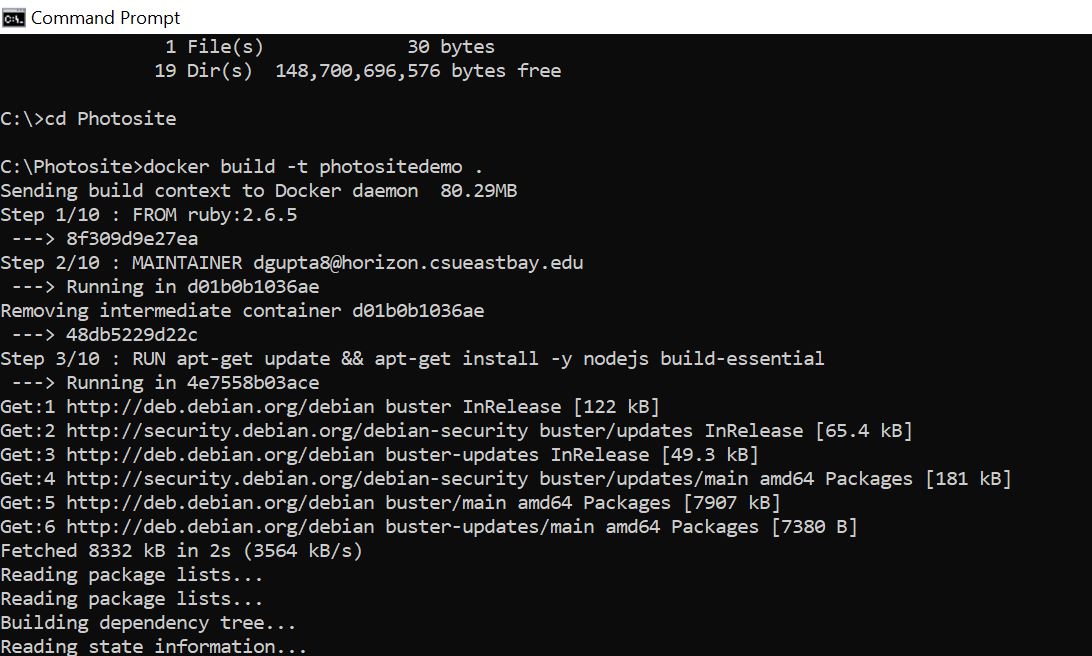 Command Prompt
1 File(s) 30 bytes
19 Dir(s) 148,700,696,576 bytes free
C:\>cd Photosite
C:\Photosite>docker build -t photositedemo .
Sending build context to Docker daemon 80.29MB
Step 1/10 : FROM ruby:2.6.5
---> 8f309d9e27ea
Step 2/10 : MAINTAINER dgupta8@horizon.csueastbay.edu
---> Running in d01b0b1036ae
Removing intermediate container d01b0b1036ae
---> 48db5229d22c
Step 3/10 : RUN apt-get update && apt-get install -y nodejs build-essential
---> Running in 4e7558b03ace
Get:1 http://deb.debian.org/debian buster InRelease [122 kB]
Get:2 http://security.debian.org/debian-security buster/updates InRelease [65.4 kB]
Get:3 http://deb.debian.org/debian buster-updates InRelease [49.3 kB]
Get:4 http://security.debian.org/debian-security buster/updates/main amd64 Packages [181 kB]
Get:5 http://deb.debian.org/debian buster/main amd64 Packages [7907 kB]
Get:6 http://deb.debian.org/debian buster-updates/main amd64 Packages [7380 B]
Fetched 8332 kB in 2s (3564 kB/s)
Reading package lists...
Reading package lists...
Building dependency tree...
Reading state information...